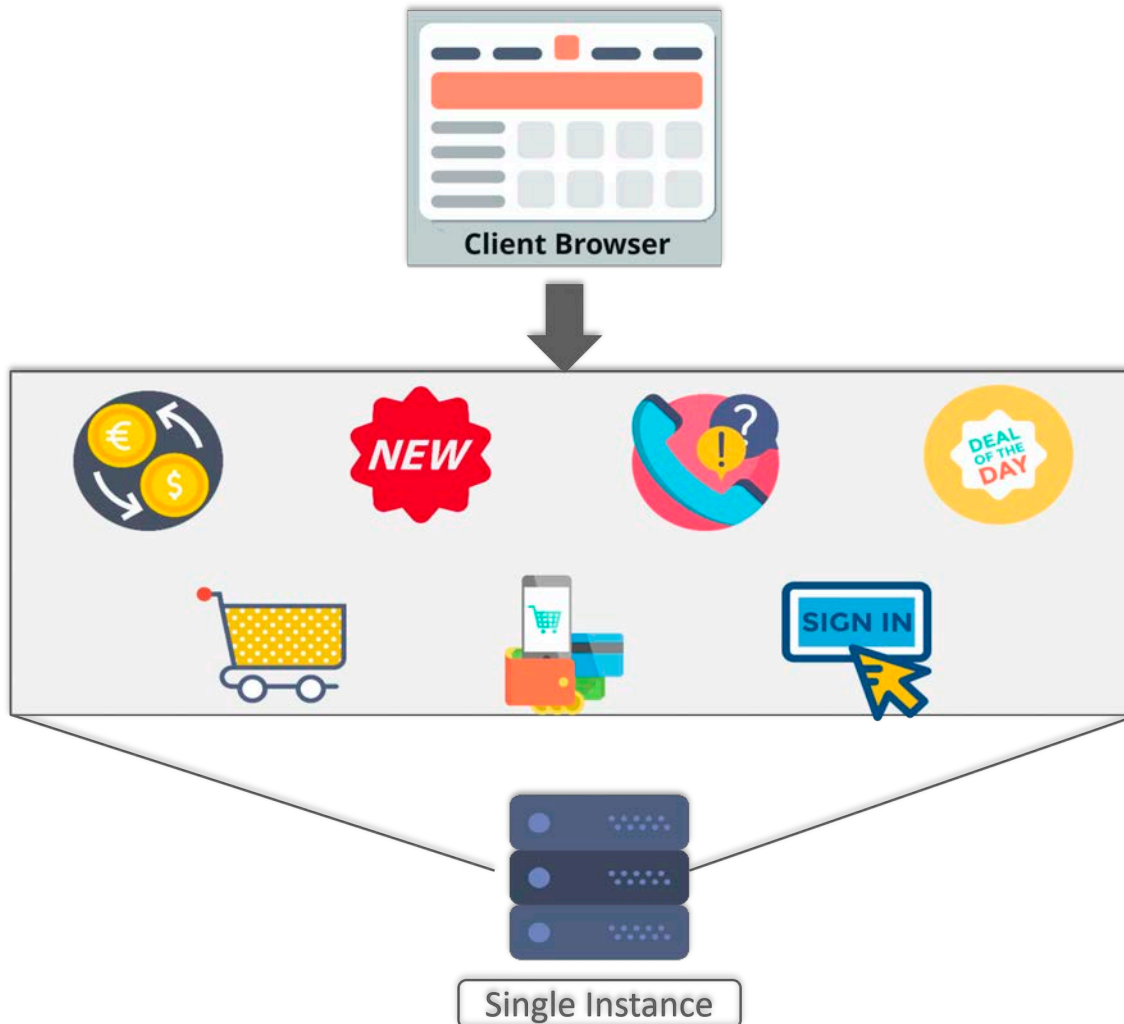 Client Browser
€
$
NEW
?
!
DEAL
OF THE
DAY
SIGN IN
Single Instance